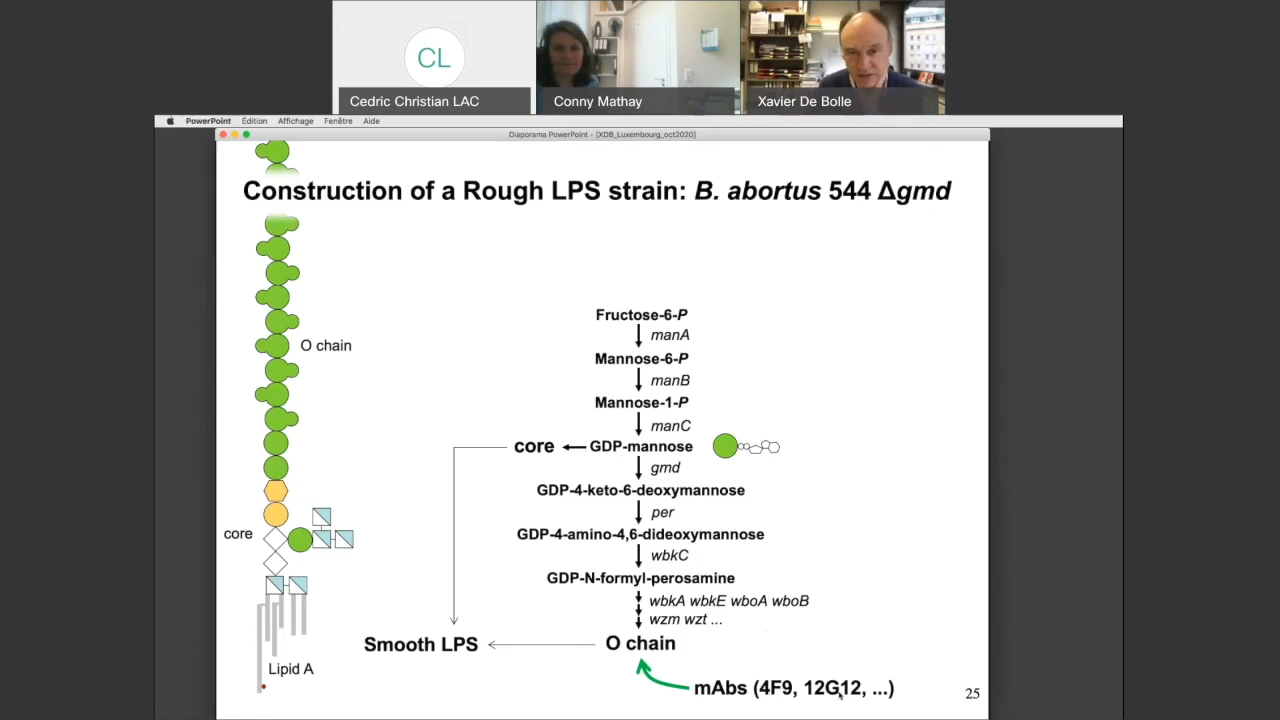 CL
Cedric Christian LAC
Conny Mathay
Xavier De Bolle
PowerPoint Édition Affichage Fenêtre Aide
Diaporama PowerPoint - [XDB_Luxembourg_oct2020]
Construction of a Rough LPS strain: B. abortus 544 Δgmd
Fructose-6-P
manA
Mannose-6-P
manB
O chain
Mannose-1-P
manC
core
GDP-mannose
gmd
GDP-4-keto-6-deoxymannose
per
core
GDP-4-amino-4,6-dideoxymannose
wbkC
GDP-N-formyl-perosamine
wbkA wbkE wboA wboB
wzm wzt ...
Smooth LPS
O chain
Lipid A
mAbs (4F9, 12G12, ...)
25